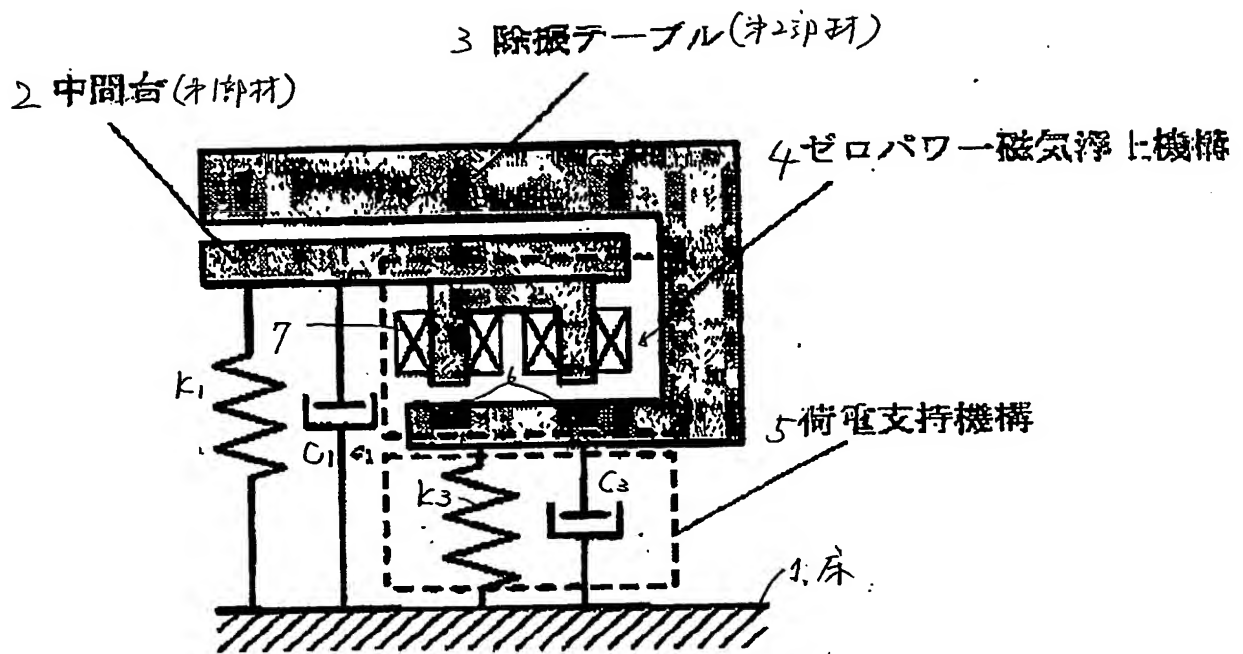 3 除振テーブル(第2部材)
2 中間台(第1部材)
4ゼロパワー磁気浮上機構
7
6
K1
C1 c1
5荷重支持機構
K3
C3
1.床